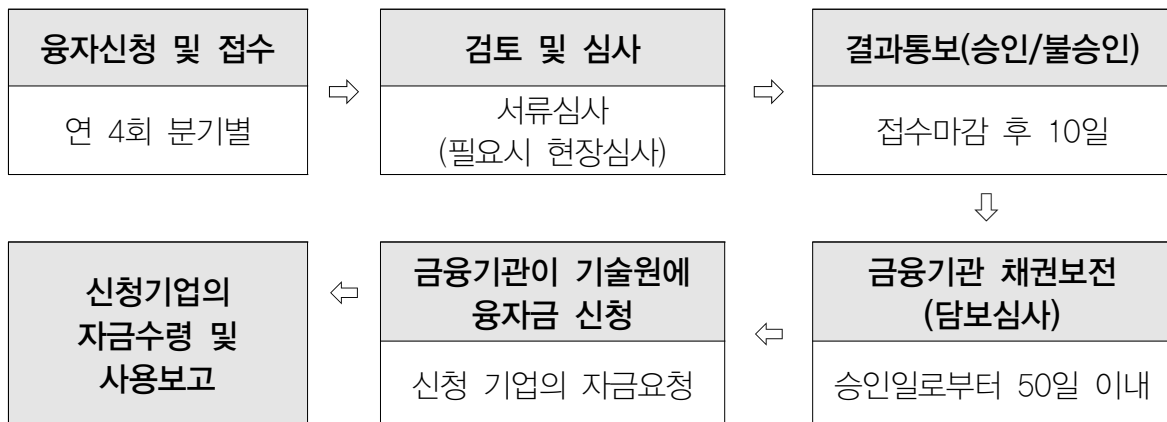 융자신청 및 접수
연 4회 분기별
⇨
검토 및 심사
서류심사
(필요시 현장심사)
⇨
결과통보(승인/불승인)
접수마감 후 10일
⇩
금융기관 채권보전
(담보심사)
승인일로부터 50일 이내
⇦
금융기관이 기술원에
융자금 신청
신청 기업의 자금요청
⇦
신청기업의
자금수령 및
사용보고